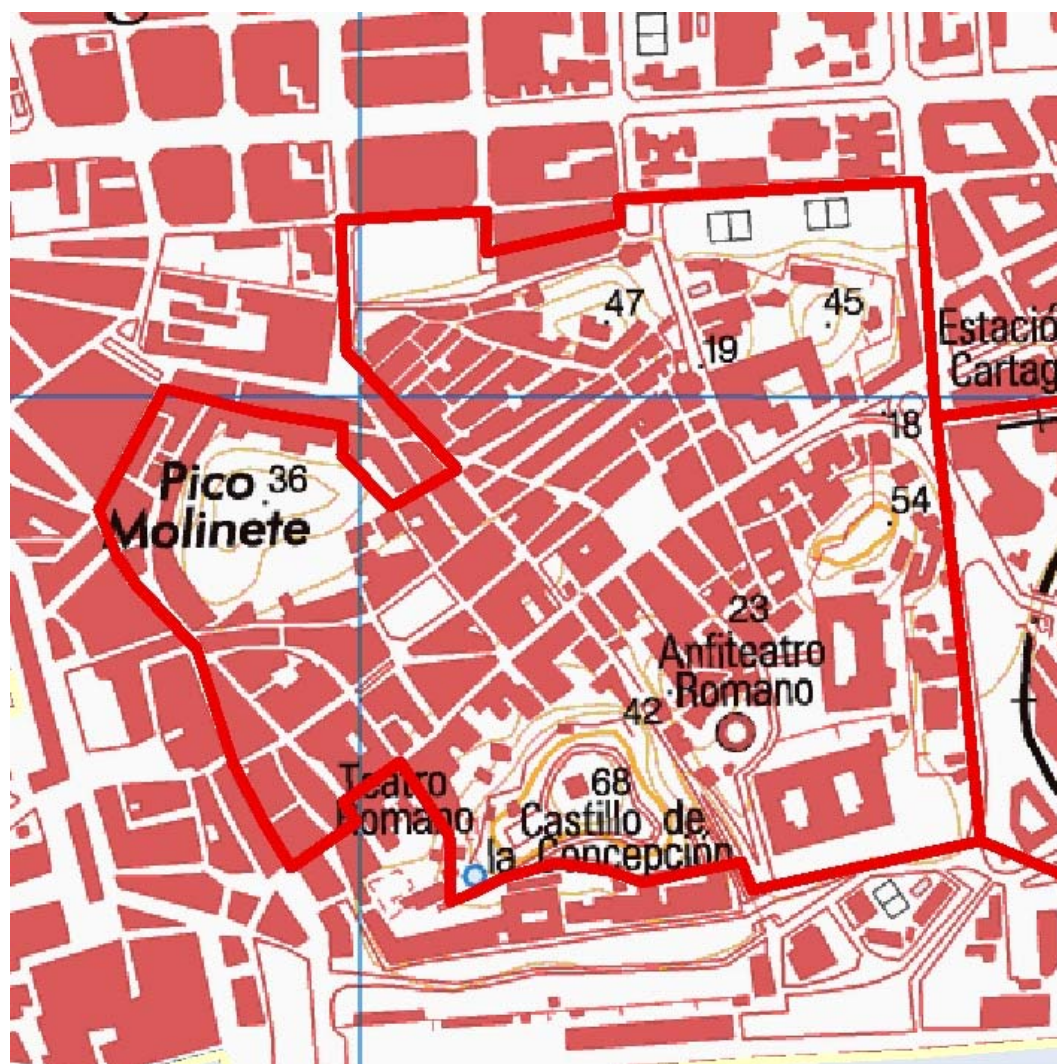 47
45
19
Estació
Cartag
18
Pico
36
Molinete
54
23
Anfiteatro
Romano
42
Teatro
Romano
68
Castillo de
la Concepción